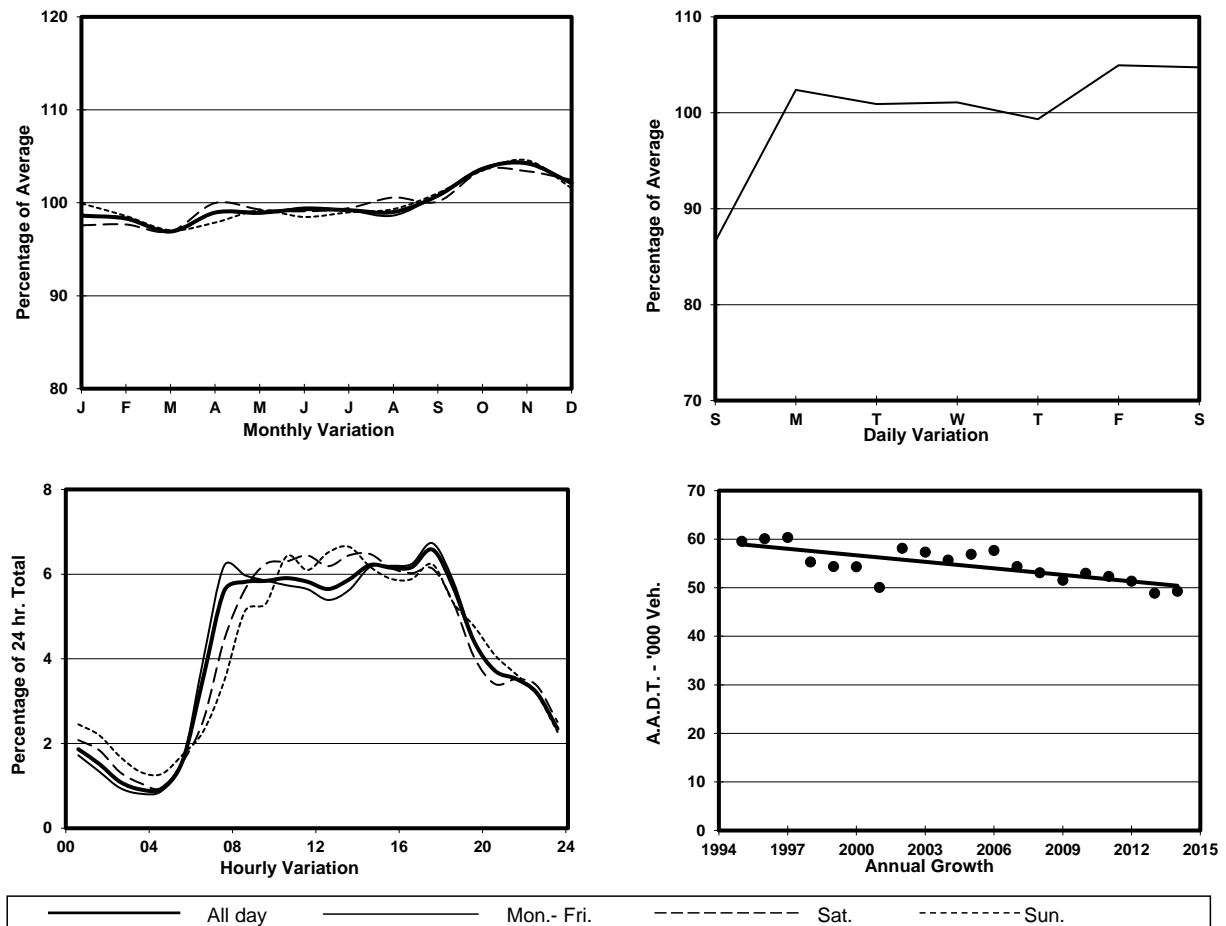 120
110
100
90
80
Percentage of Average
J F M A M J J A S O N D
Monthly Variation
110
100
90
80
70
Percentage of Average
S M T W T F S
Daily Variation
8
6
4
2
0
Percentage of 24 hr. Total
00 04 08 12 16 20 24
Hourly Variation
70
60
50
40
30
20
10
0
A.A.D.T. - '000 Veh.
1994 1997 2000 2003 2006 2009 2012 2015
Annual Growth
All day Mon.- Fri. Sat. Sun.